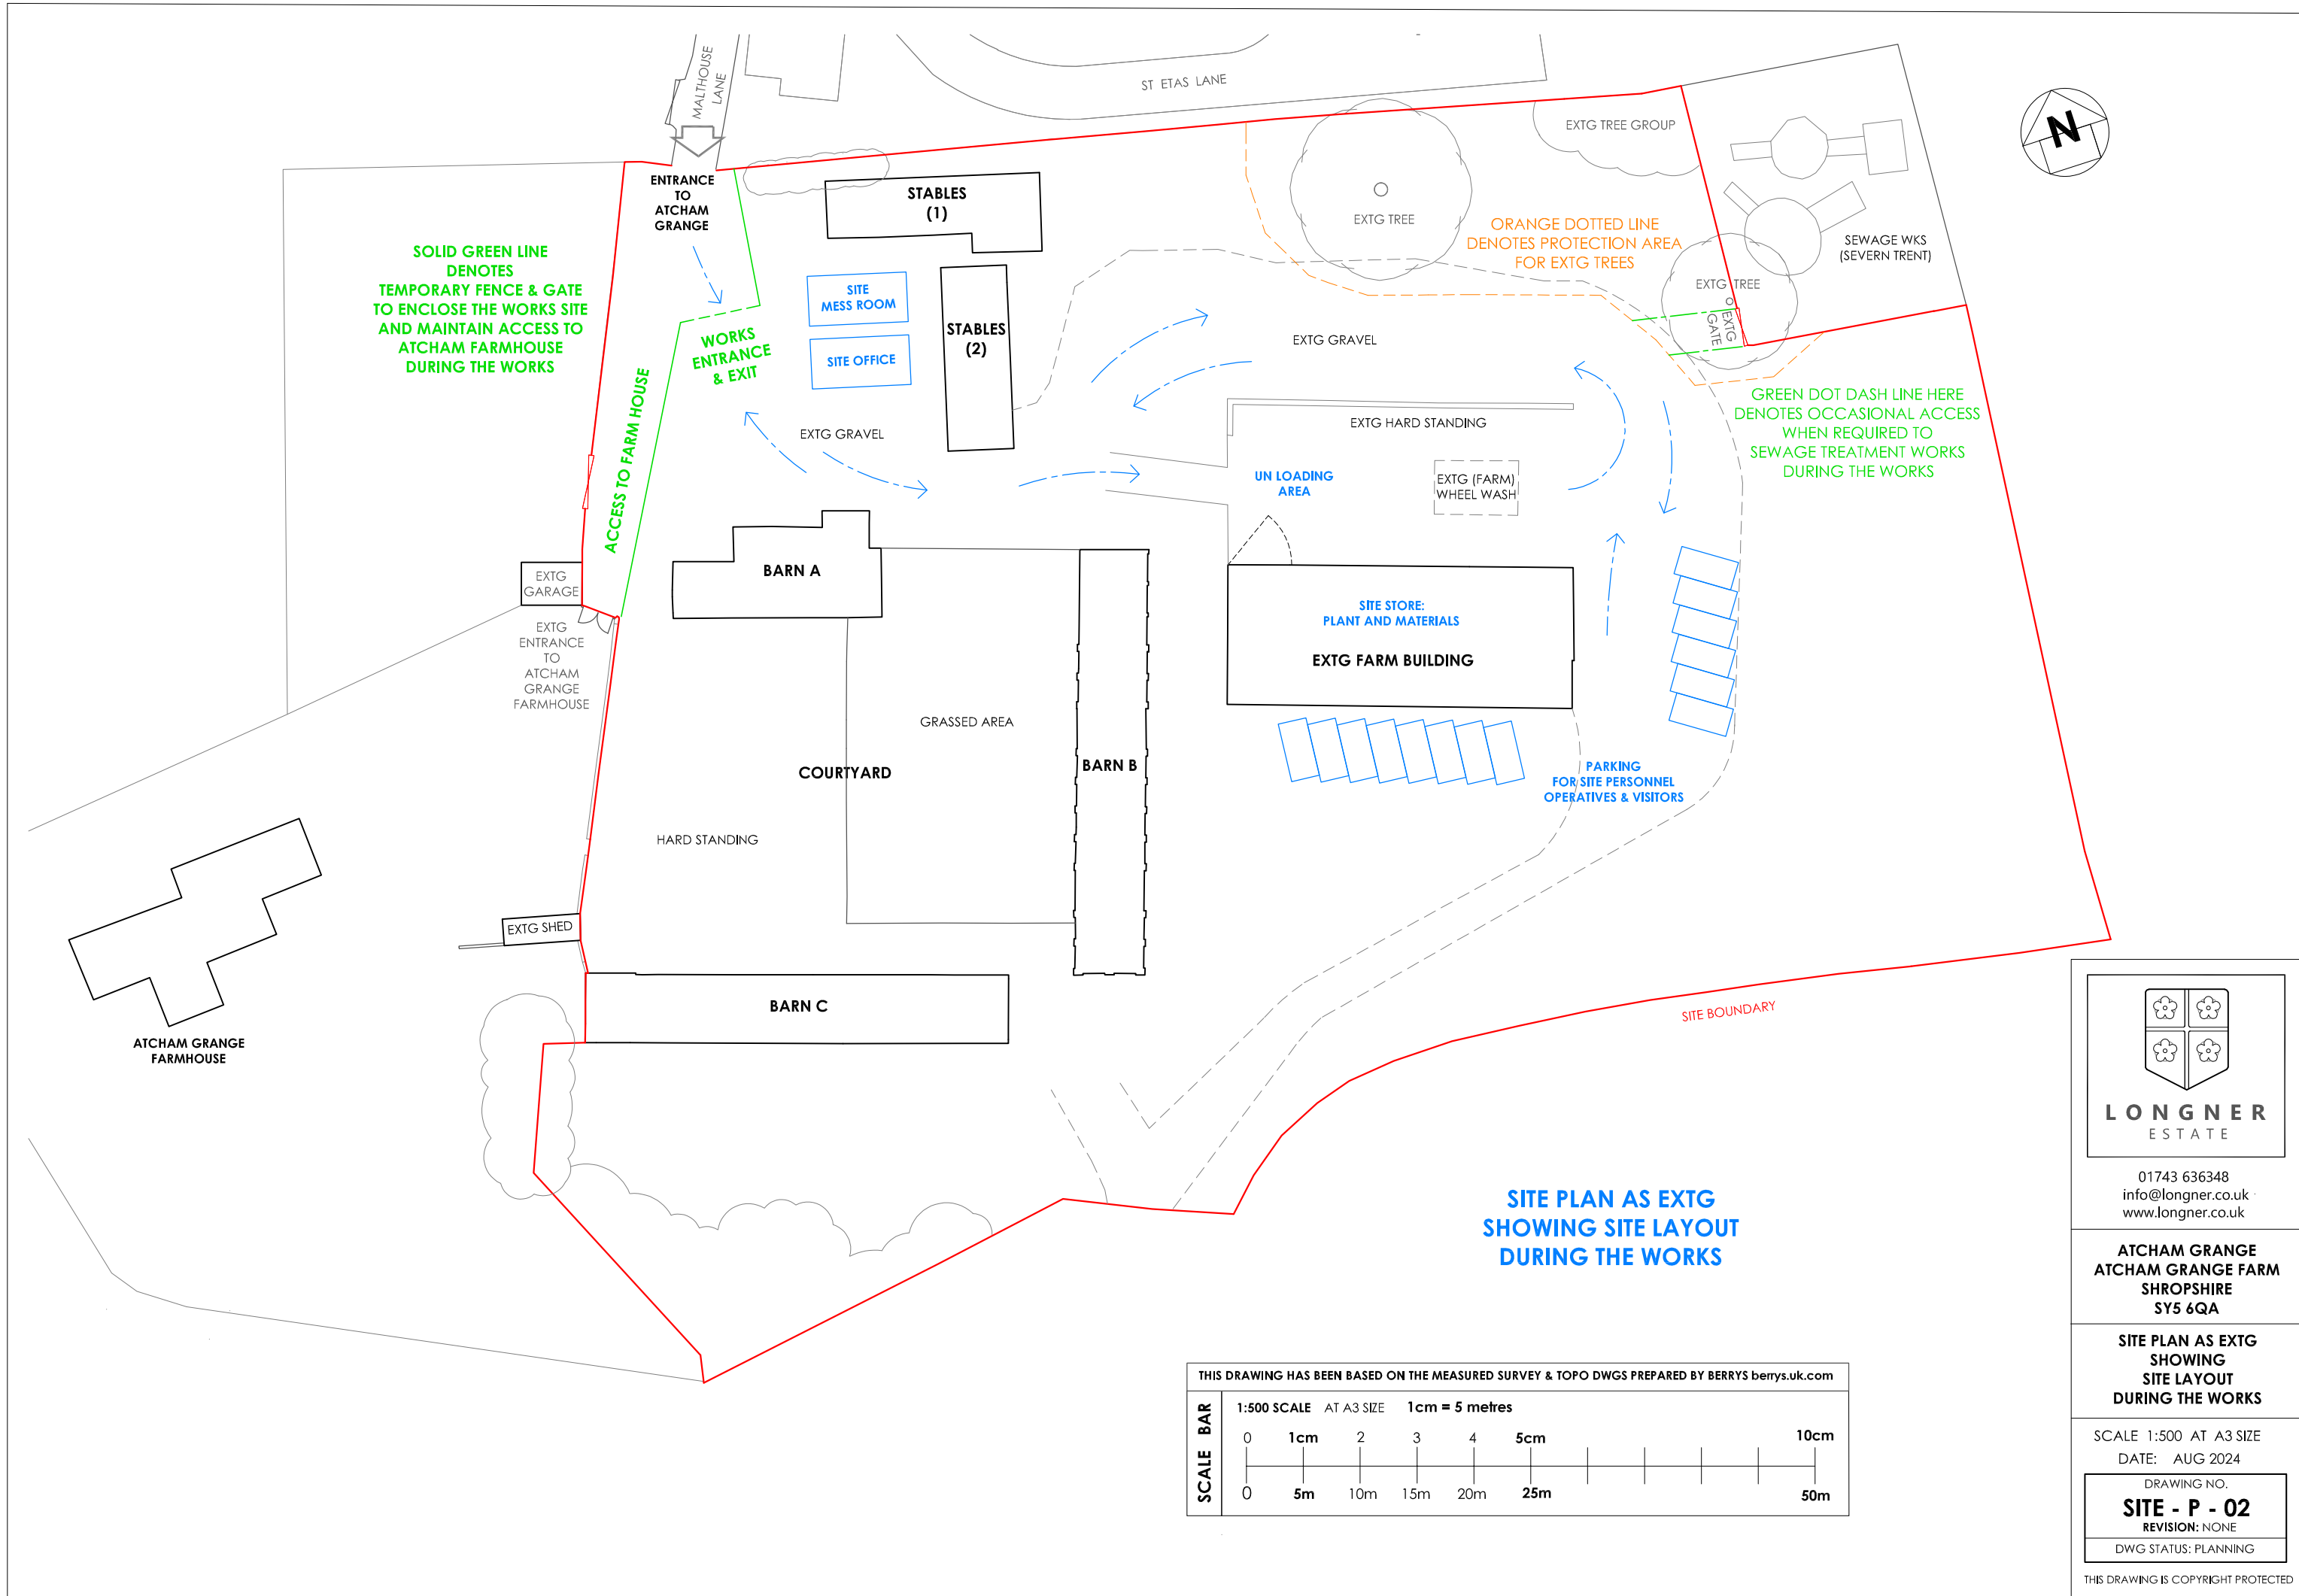 MALTHOUSE
LANE
ST ETAS LANE
ENTRANCE
TO
ATCHAM
GRANGE
STABLES
(1)
EXTG TREE
EXTG TREE GROUP
N
SEWAGE WKS
(SEVERN TRENT)
ORANGE DOTTED LINE
DENOTES PROTECTION AREA
FOR EXTG TREES
EXTG TREE
EXTG
GATE
SOLID GREEN LINE
DENOTES
TEMPORARY FENCE & GATE
TO ENCLOSE THE WORKS SITE
AND MAINTAIN ACCESS TO
ATCHAM FARMHOUSE
DURING THE WORKS
SITE
MESS ROOM
SITE OFFICE
STABLES
(2)
WORKS
ENTRANCE
& EXIT
ACCESS TO FARM HOUSE
EXTG GRAVEL
EXTG GRAVEL
EXTG HARD STANDING
GREEN DOT DASH LINE HERE
DENOTES OCCASIONAL ACCESS
WHEN REQUIRED TO
SEWAGE TREATMENT WORKS
DURING THE WORKS
UN LOADING
AREA
EXTG (FARM)
WHEEL WASH
EXTG
GARAGE
EXTG
ENTRANCE
TO
ATCHAM
GRANGE
FARMHOUSE
BARN A
SITE STORE:
PLANT AND MATERIALS
EXTG FARM BUILDING
GRASSED AREA
COURTYARD
BARN B
PARKING
FOR SITE PERSONNEL
OPERATIVES & VISITORS
HARD STANDING
EXTG SHED
BARN C
ATCHAM GRANGE
FARMHOUSE
SITE BOUNDARY
SITE PLAN AS EXTG
SHOWING SITE LAYOUT
DURING THE WORKS
THIS DRAWING HAS BEEN BASED ON THE MEASURED SURVEY & TOPO DWGS PREPARED BY BERRYS berrys.uk.com
SCALE BAR
1:500 SCALE AT A3 SIZE 1cm = 5 metres
0 1cm 2 3 4 5cm 10cm
0 5m 10m 15m 20m 25m 50m
LONGNER
ESTATE
01743 636348
info@longner.co.uk
www.longner.co.uk
ATCHAM GRANGE
ATCHAM GRANGE FARM
SHROPSHIRE
SY5 6QA
SITE PLAN AS EXTG
SHOWING
SITE LAYOUT
DURING THE WORKS
SCALE 1:500 AT A3 SIZE
DATE: AUG 2024
DRAWING NO.
SITE - P - 02
REVISION: NONE
DWG STATUS: PLANNING
THIS DRAWING IS COPYRIGHT PROTECTED